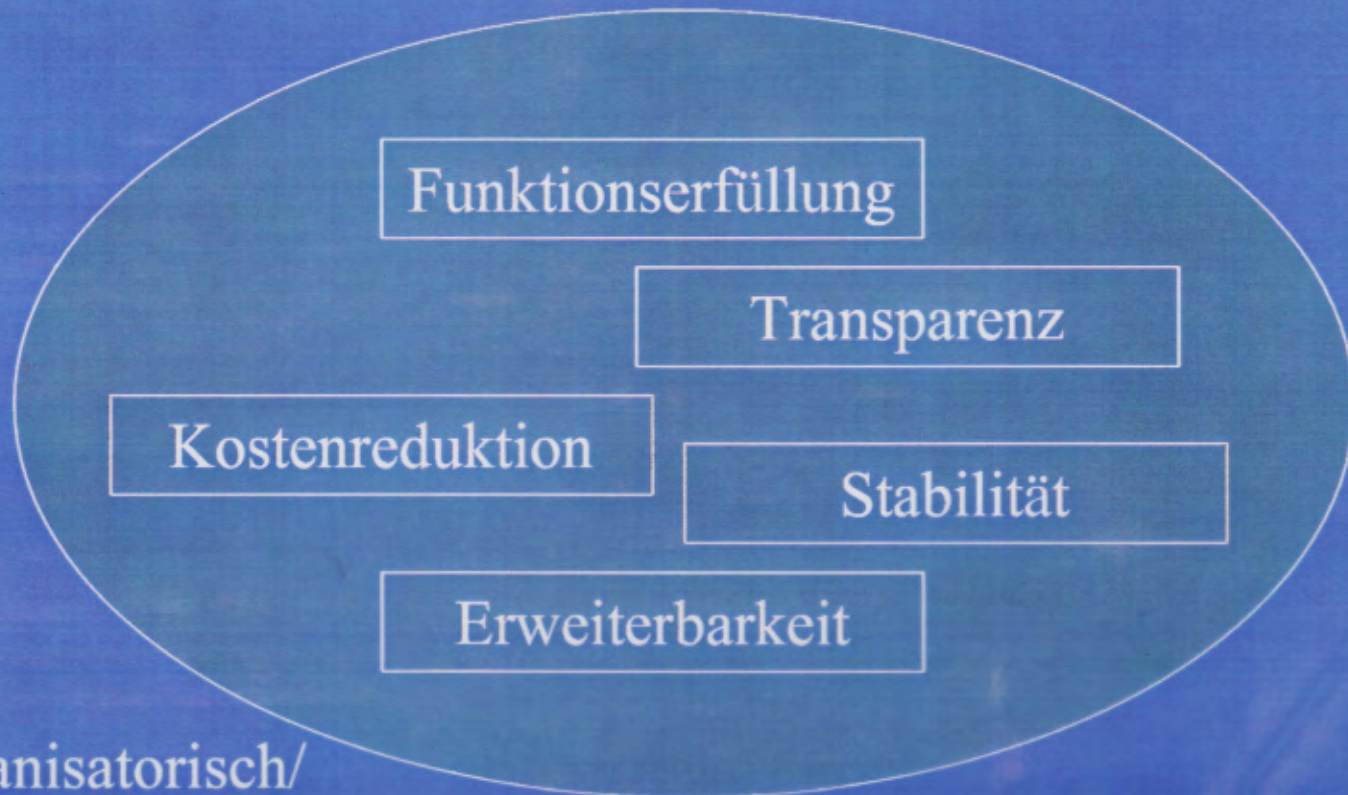 Funktionserfüllung
Transparenz
Kostenreduktion
Stabilität
Erweiterbarkeit
anisatorisch/